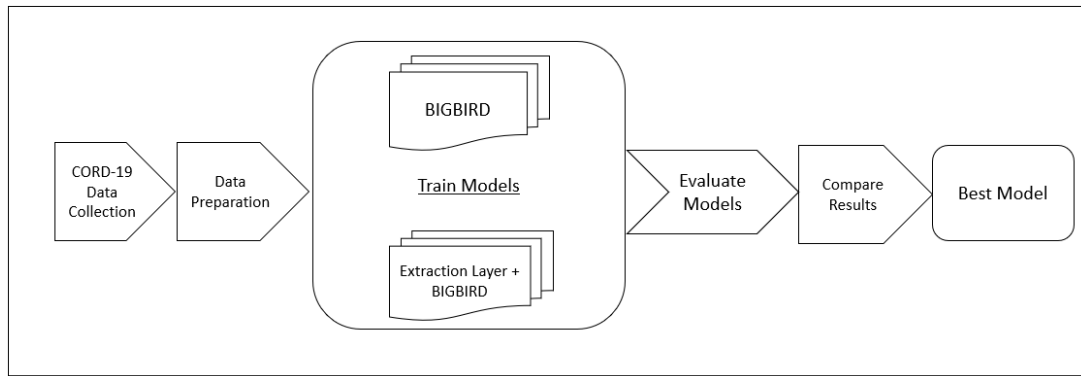 CORD-19
Data
Collection
Data
Preparation
BIGBIRD
Train Models
Extraction Layer +
BIGBIRD
Evaluate
Models
Compare
Results
Best Model